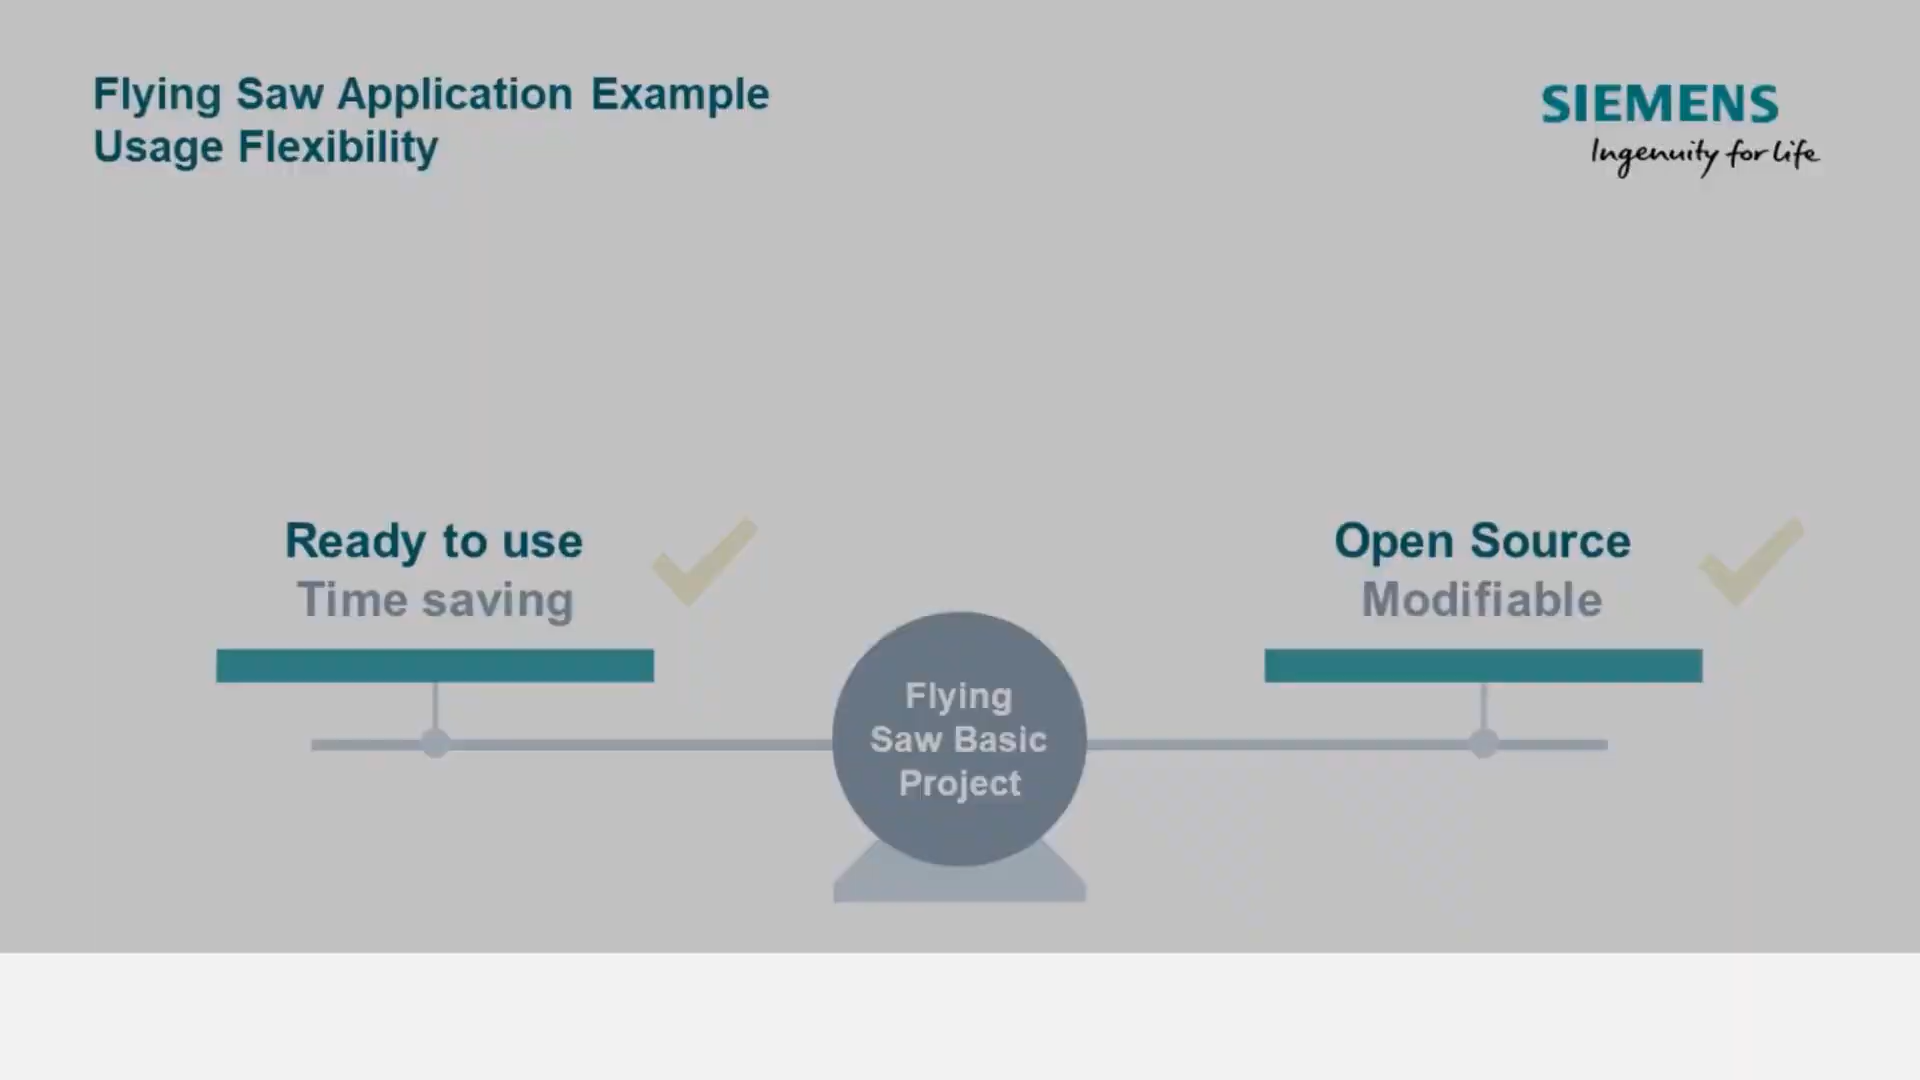 Flying Saw Application Example
Usage Flexibility
SIEMENS
Ingenuity for life
Ready to use
Time saving
Open Source
Modifiable
Flying
Saw Basic
Project